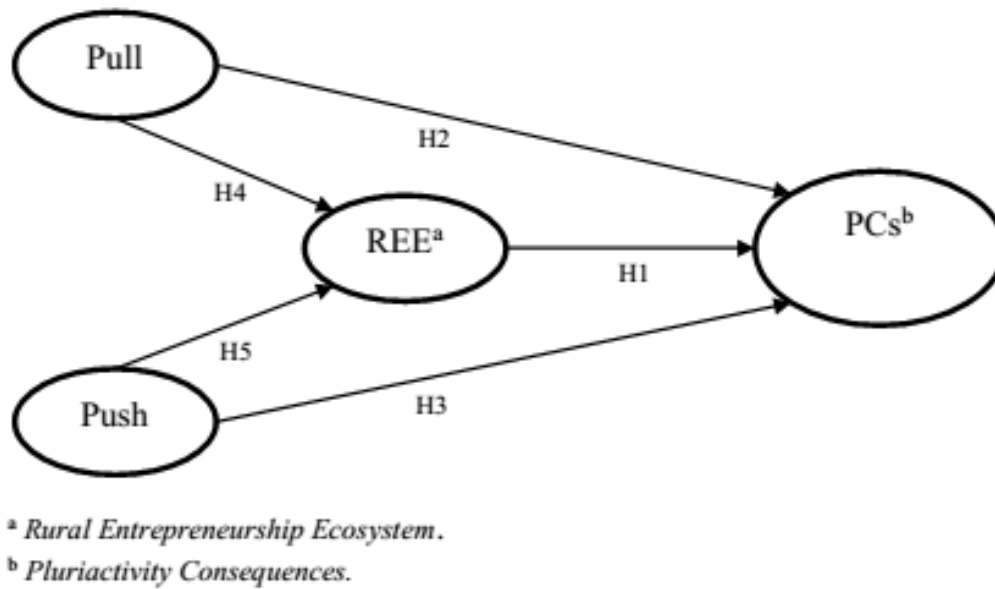 Pull
H2
H4
PCsᵇ
REEᵃ
H1
H5
H3
Push
ᵃ Rural Entrepreneurship Ecosystem.
ᵇ Pluriactivity Consequences.